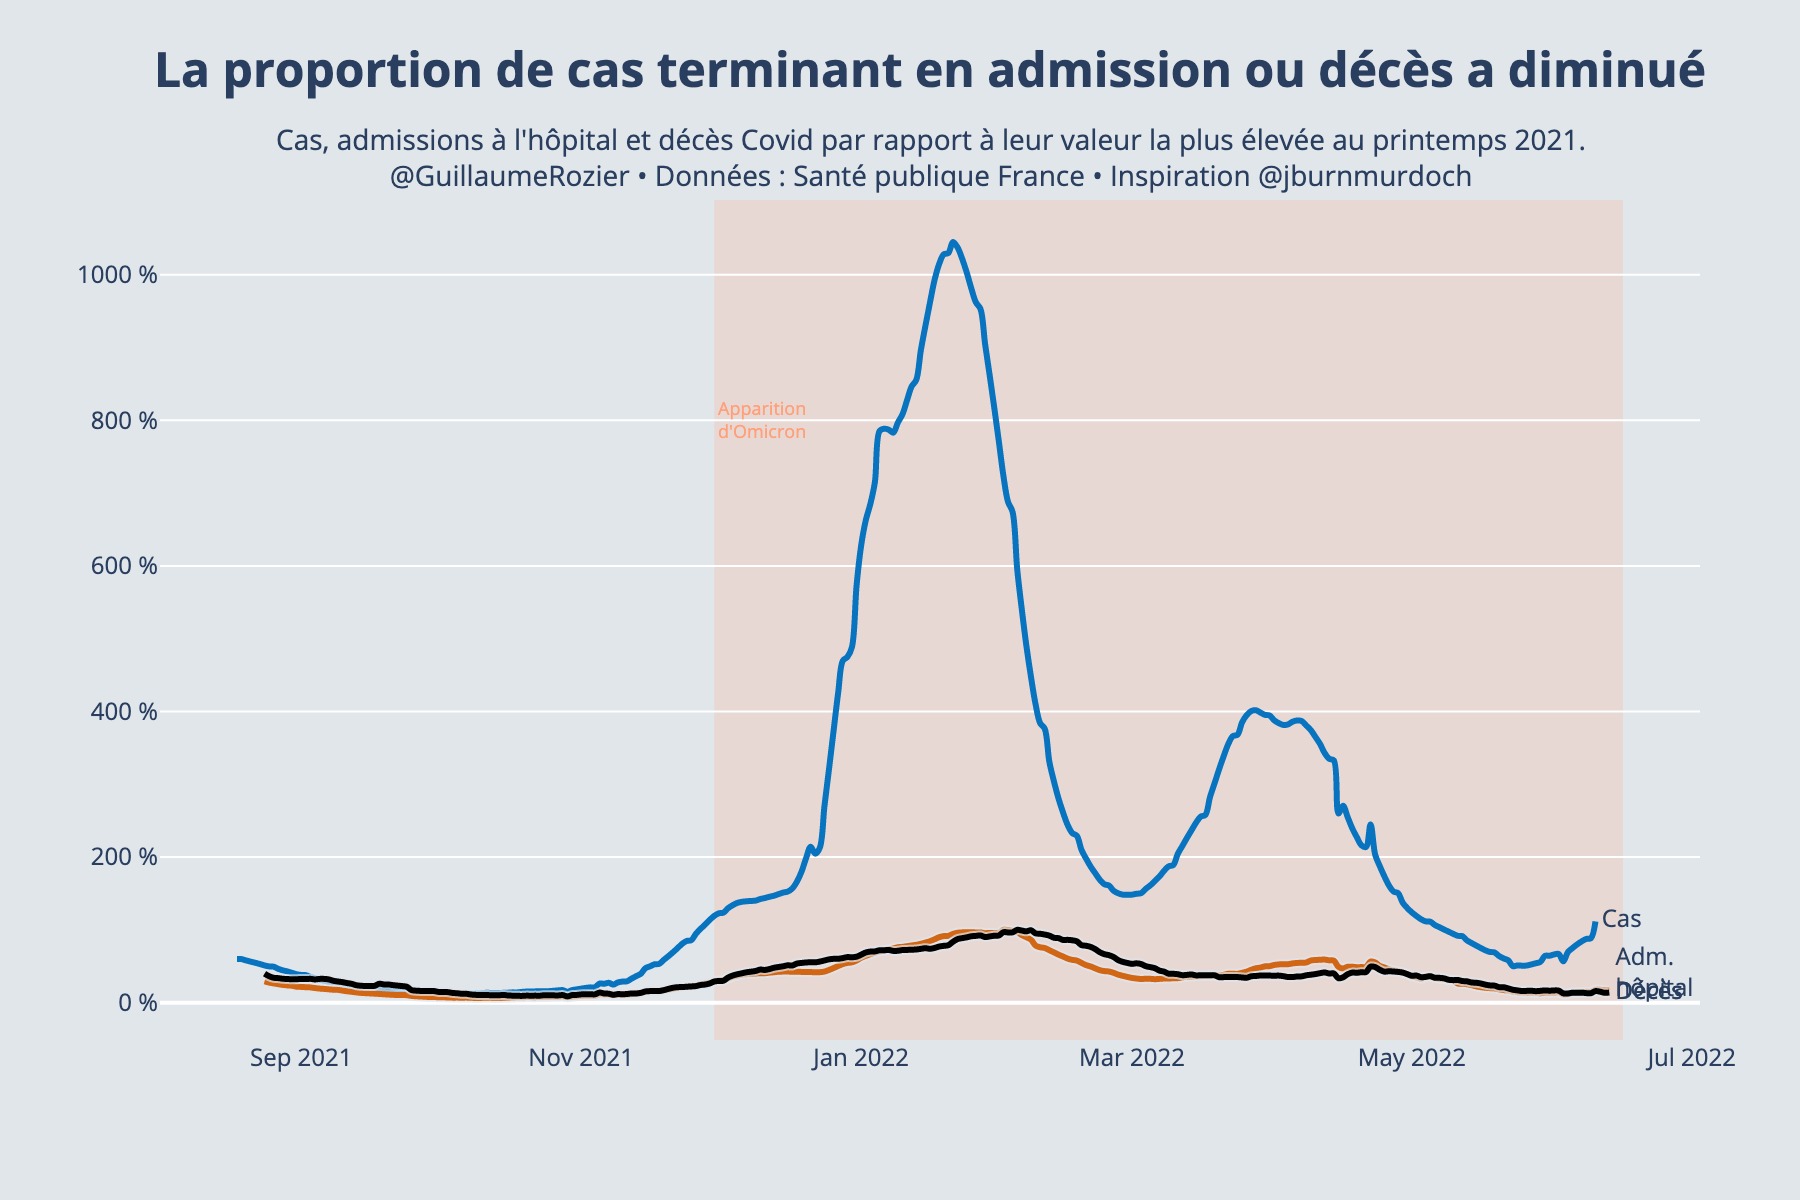 La proportion de cas terminant en admission ou décès a diminué
Cas, admissions à l'hôpital et décès Covid par rapport à leur valeur la plus élevée au printemps 2021.
@GuillaumeRozier • Données : Santé publique France • Inspiration @jburnmurdoch
1000 %
800 %
600 %
400 %
200 %
0 %
Apparition
d'Omicron
Cas
Adm.
hôpital
Décès
Sep 2021
Nov 2021
Jan 2022
Mar 2022
May 2022
Jul 2022